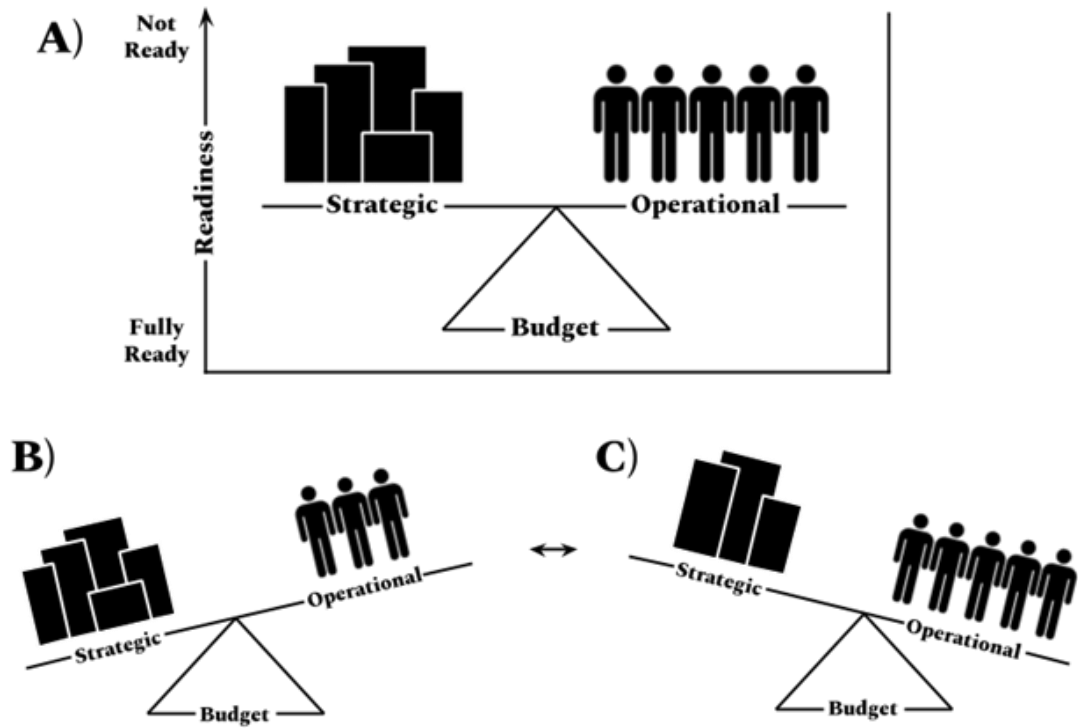 A)
Not
Ready
Readiness
Strategic
Operational
Budget
Fully
Ready
B)
Strategic
Operational
Budget
C)
Strategic
Operational
Budget